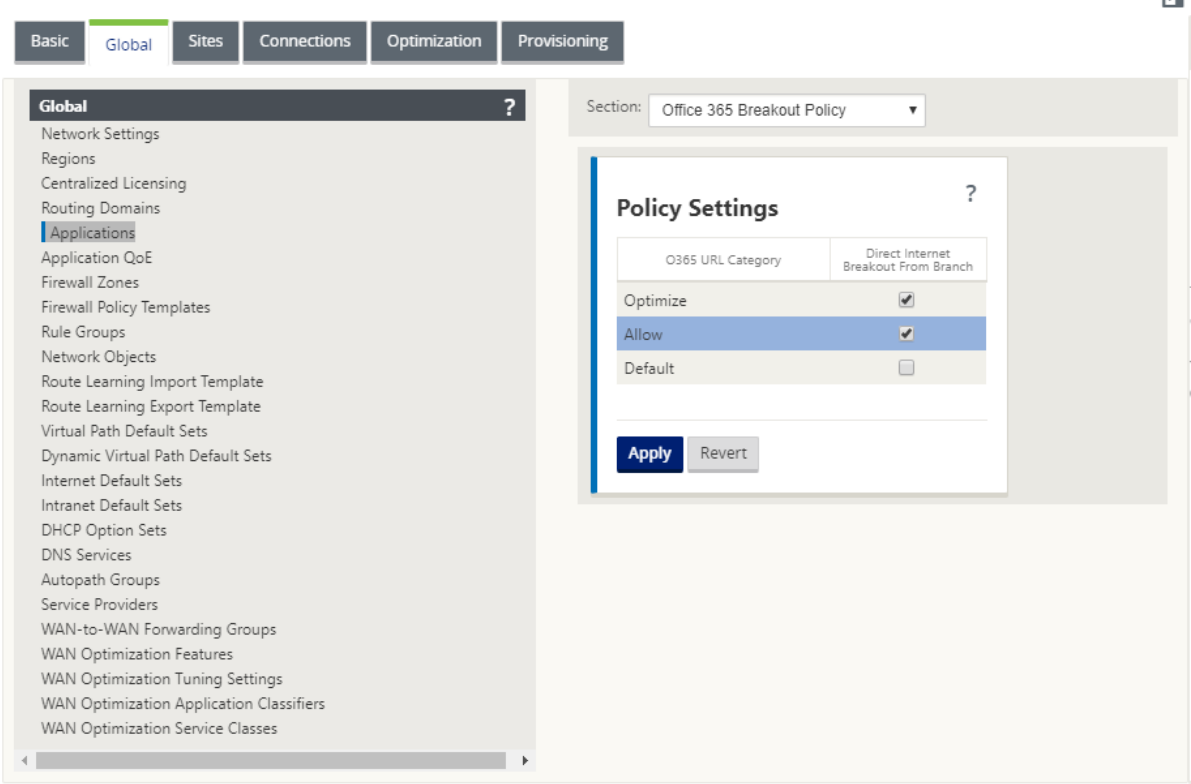 Basic Global Sites Connections Optimization Provisioning
Global ?
Network Settings
Regions
Centralized Licensing
Routing Domains
Applications
Application QoE
Firewall Zones
Firewall Policy Templates
Rule Groups
Network Objects
Route Learning Import Template
Route Learning Export Template
Virtual Path Default Sets
Dynamic Virtual Path Default Sets
Internet Default Sets
Intranet Default Sets
DHCP Option Sets
DNS Services
Autopath Groups
Service Providers
WAN-to-WAN Forwarding Groups
WAN Optimization Features
WAN Optimization Tuning Settings
WAN Optimization Application Classifiers
WAN Optimization Service Classes
Section: Office 365 Breakout Policy
?
Policy Settings
O365 URL Category
Direct Internet
Breakout From Branch
Optimize
Allow
Default
Apply Revert